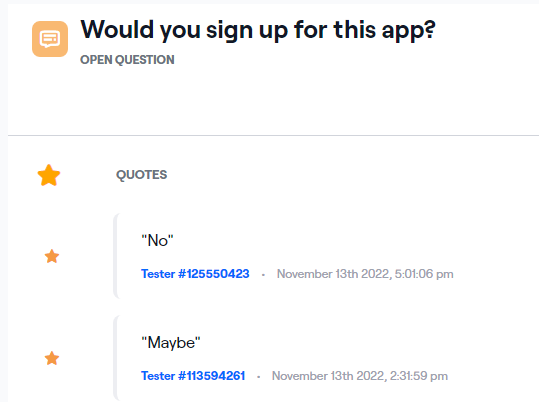 Would you sign up for this app?
OPEN QUESTION
QUOTES
"No"
Tester #125550423 • November 13th 2022, 5:01:06 pm
"Maybe"
Tester #113594261 • November 13th 2022, 2:31:59 pm